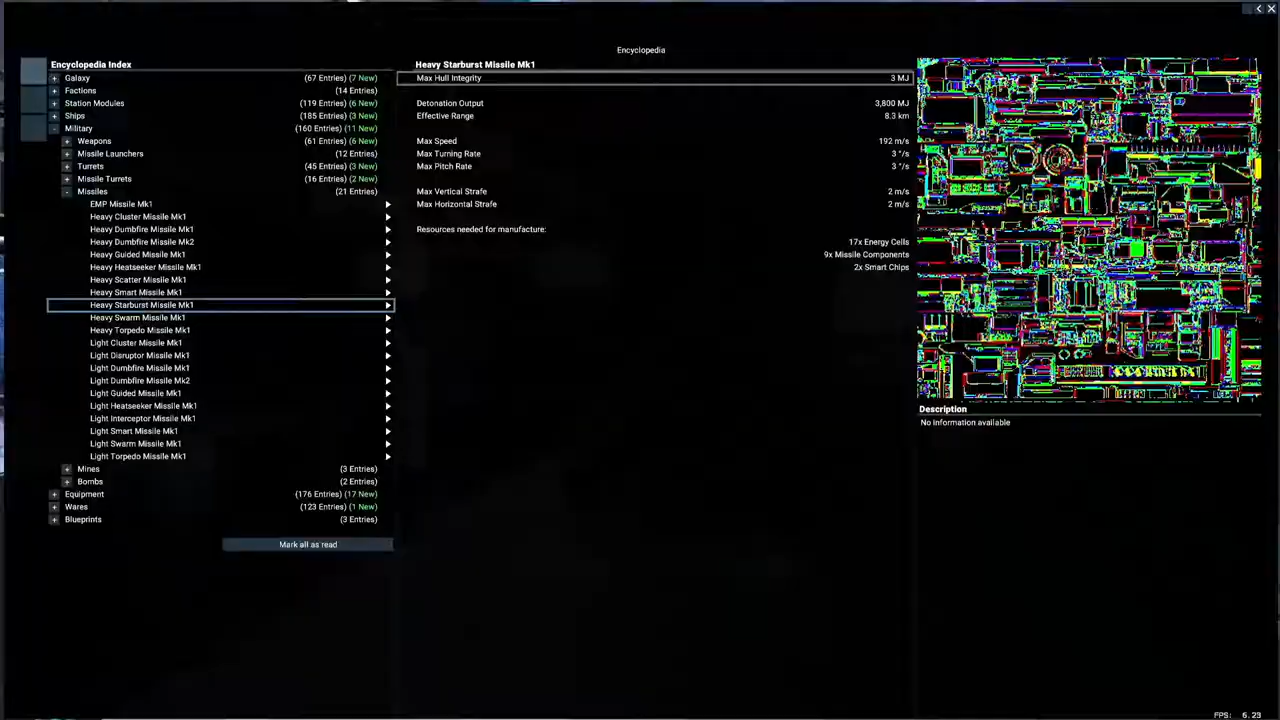 Encyclopedia
Encyclopedia Index
+ Galaxy (67 Entries) (7 New)
+ Factions (14 Entries)
+ Station Modules (119 Entries) (6 New)
+ Ships (185 Entries) (3 New)
- Military (160 Entries) (11 New)
+ Weapons (61 Entries) (6 New)
+ Missile Launchers (12 Entries)
+ Turrets (45 Entries) (3 New)
+ Missile Turrets (16 Entries) (2 New)
- Missiles (21 Entries)
EMP Missile Mk1
Heavy Cluster Missile Mk1
Heavy Dumbfire Missile Mk1
Heavy Dumbfire Missile Mk2
Heavy Guided Missile Mk1
Heavy Heatseeker Missile Mk1
Heavy Scatter Missile Mk1
Heavy Smart Missile Mk1
Heavy Starburst Missile Mk1
Heavy Swarm Missile Mk1
Heavy Torpedo Missile Mk1
Light Cluster Missile Mk1
Light Disruptor Missile Mk1
Light Dumbfire Missile Mk1
Light Dumbfire Missile Mk2
Light Guided Missile Mk1
Light Heatseeker Missile Mk1
Light Interceptor Missile Mk1
Light Smart Missile Mk1
Light Swarm Missile Mk1
Light Torpedo Missile Mk1
+ Mines (3 Entries)
+ Bombs (2 Entries)
+ Equipment (176 Entries) (17 New)
+ Wares (123 Entries) (1 New)
+ Blueprints (3 Entries)
Mark all as read
Heavy Starburst Missile Mk1
Max Hull Integrity 3 MJ
Detonation Output 3,800 MJ
Effective Range 8.3 km
Max Speed 192 m/s
Max Turning Rate 3 °/s
Max Pitch Rate 3 °/s
Max Vertical Strafe 2 m/s
Max Horizontal Strafe 2 m/s
Resources needed for manufacture:
17x Energy Cells
9x Missile Components
2x Smart Chips
Description
No information available
FPS: 6.29